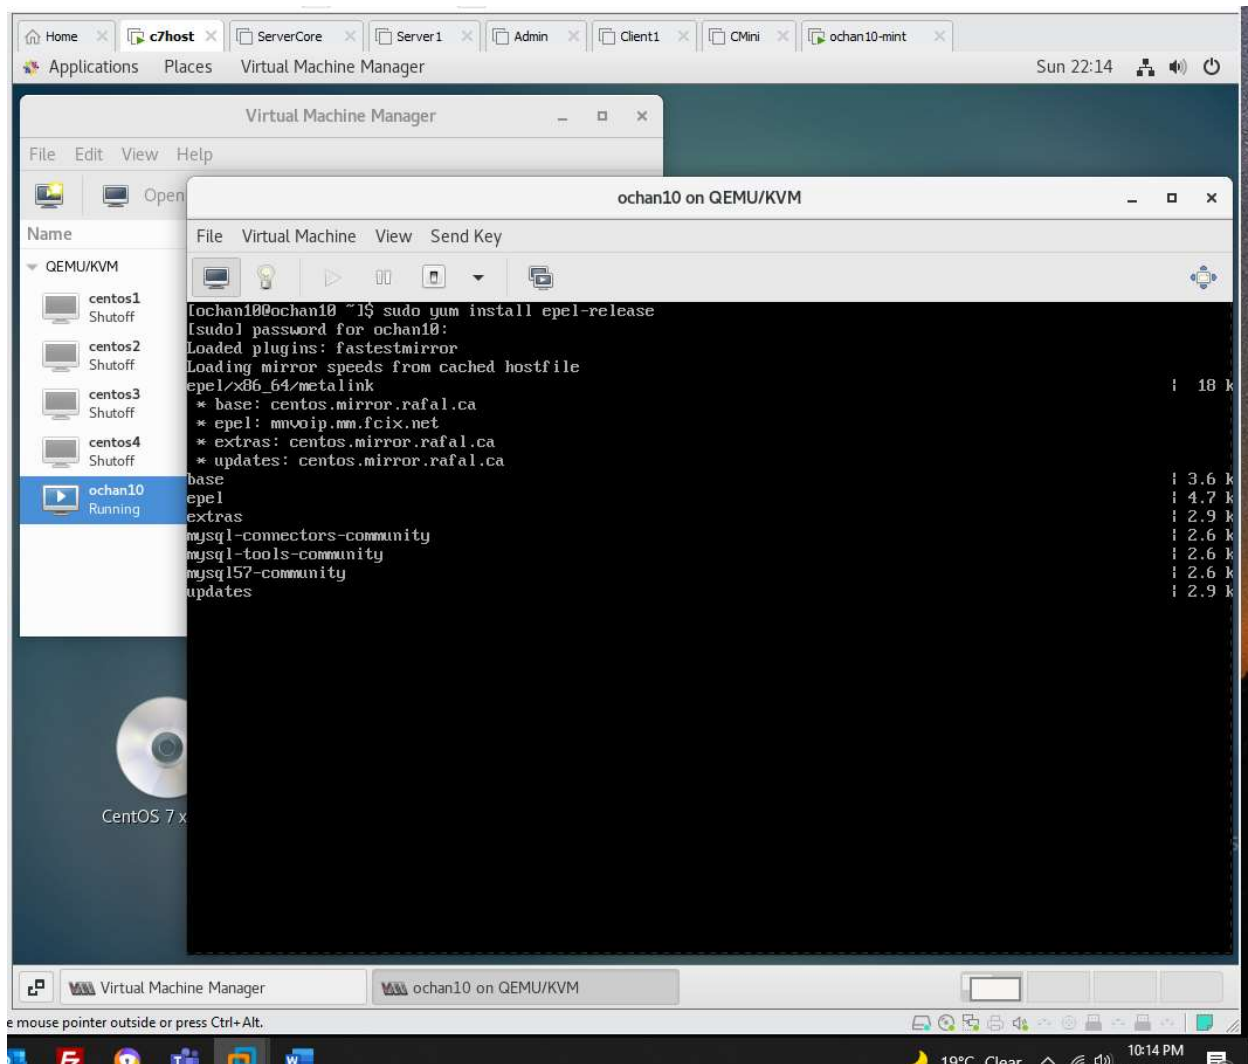 Home
c7host
ServerCore
Server1
Admin
Client1
CMini
ochan10-mint
Applications Places Virtual Machine Manager Sun 22:14
Virtual Machine Manager
File Edit View Help
Open
ochan10 on QEMU/KVM
Name
File Virtual Machine View Send Key
QEMU/KVM
centos1
Shutoff
centos2
Shutoff
centos3
Shutoff
centos4
Shutoff
ochan10
Running
[ochan10@ochan10 ~]$ sudo yum install epel-release
[sudo] password for ochan10:
Loaded plugins: fastestmirror
Loading mirror speeds from cached hostfile
epel/x86_64/metalink | 18 k
* base: centos.mirror.rafal.ca
* epel: mnvoip.mm.fcix.net
* extras: centos.mirror.rafal.ca
* updates: centos.mirror.rafal.ca
base | 3.6 k
epel | 4.7 k
extras | 2.9 k
mysql-connectors-community | 2.6 k
mysql-tools-community | 2.6 k
mysql57-community | 2.6 k
updates | 2.9 k
CentOS 7 x
Virtual Machine Manager
ochan10 on QEMU/KVM
e mouse pointer outside or press Ctrl+Alt.
19°C Clear
10:14 PM